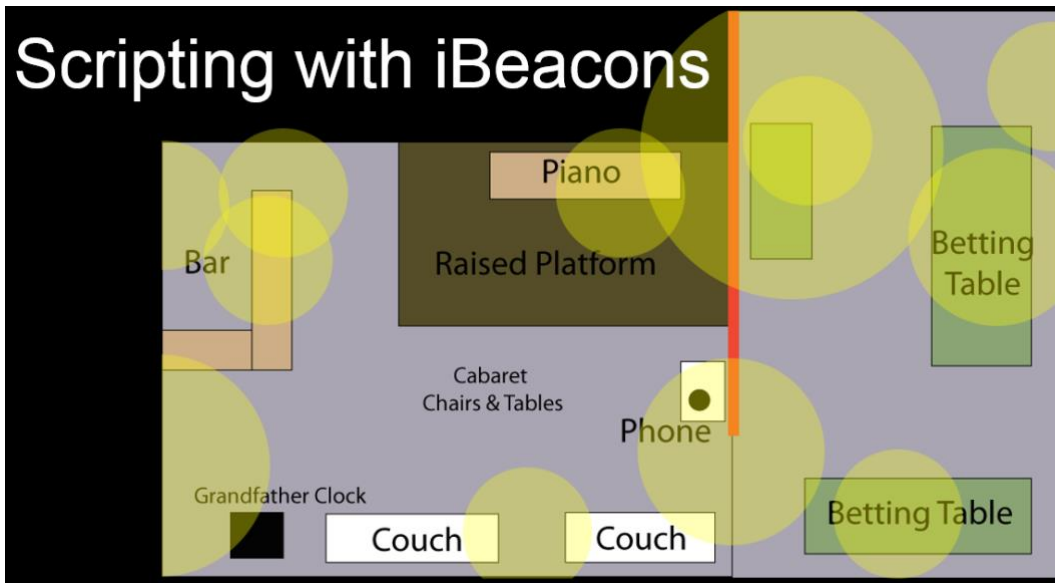 Scripting with iBeacons
Piano
Bar
Raised Platform
Betting
Table
Cabaret
Chairs & Tables
Phone
Grandfather Clock
Couch
Couch
Betting Table